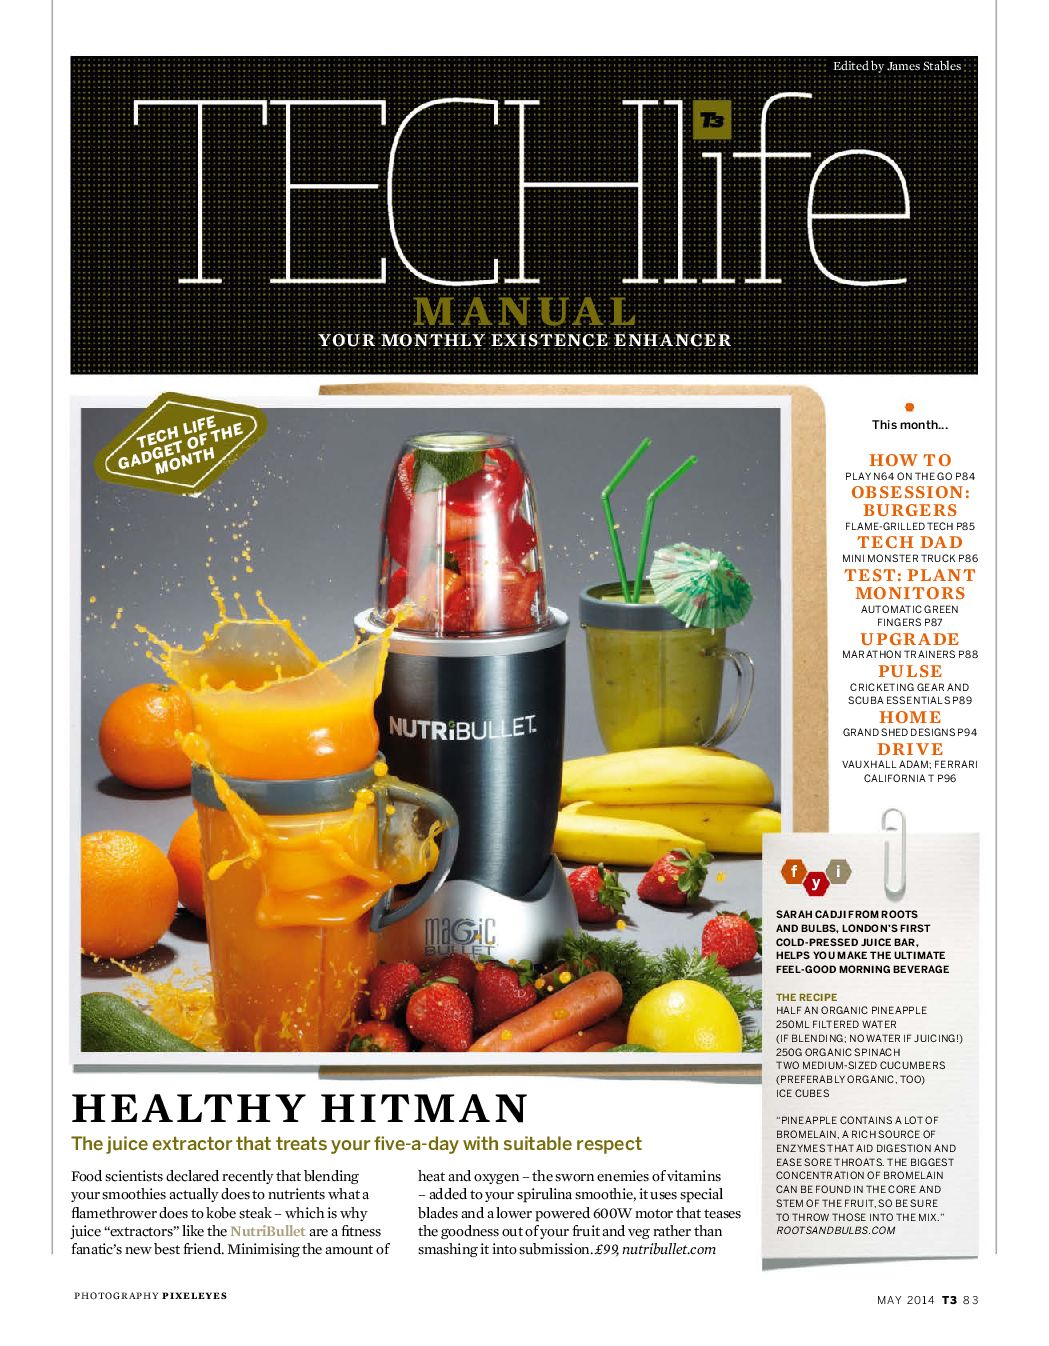 Edited by James Stables
TECHlife
T3
MANUAL
YOUR MONTHLY EXISTENCE ENHANCER
TECH LIFE
GADGET OF THE
MONTH
NUTRiBULLET™
magic
BULLET
This month...
HOW TO
PLAY N64 ON THE GO P84
OBSESSION:
BURGERS
FLAME-GRILLED TECH P85
TECH DAD
MINI MONSTER TRUCK P86
TEST: PLANT
MONITORS
AUTOMATIC GREEN
FINGERS P87
UPGRADE
MARATHON TRAINERS P88
PULSE
CRICKETING GEAR AND
SCUBA ESSENTIALS P89
HOME
GRAND SHED DESIGNS P94
DRIVE
VAUXHALL ADAM; FERRARI
CALIFORNIA T P96
fyi
SARAH CADJI FROM ROOTS
AND BULBS, LONDON'S FIRST
COLD-PRESSED JUICE BAR,
HELPS YOU MAKE THE ULTIMATE
FEEL-GOOD MORNING BEVERAGE
THE RECIPE
HALF AN ORGANIC PINEAPPLE
250ML FILTERED WATER
(IF BLENDING; NO WATER IF JUICING!)
250G ORGANIC SPINACH
TWO MEDIUM-SIZED CUCUMBERS
(PREFERABLY ORGANIC, TOO)
ICE CUBES
“PINEAPPLE CONTAINS A LOT OF
BROMELAIN, A RICH SOURCE OF
ENZYMES THAT AID DIGESTION AND
EASE SORE THROATS. THE BIGGEST
CONCENTRATION OF BROMELAIN
CAN BE FOUND IN THE CORE AND
STEM OF THE FRUIT, SO BE SURE
TO THROW THOSE INTO THE MIX.”
ROOTSANDBULBS.COM
HEALTHY HITMAN
The juice extractor that treats your five-a-day with suitable respect
Food scientists declared recently that blending
your smoothies actually does to nutrients what a
flamethrower does to kobe steak – which is why
juice “extractors” like the NutriBullet are a fitness
fanatic's new best friend. Minimising the amount of
heat and oxygen – the sworn enemies of vitamins
– added to your spirulina smoothie, it uses special
blades and a lower powered 600W motor that teases
the goodness out of your fruit and veg rather than
smashing it into submission. £99, nutribullet.com
PHOTOGRAPHY PIXELEYES
MAY 2014 T3 83